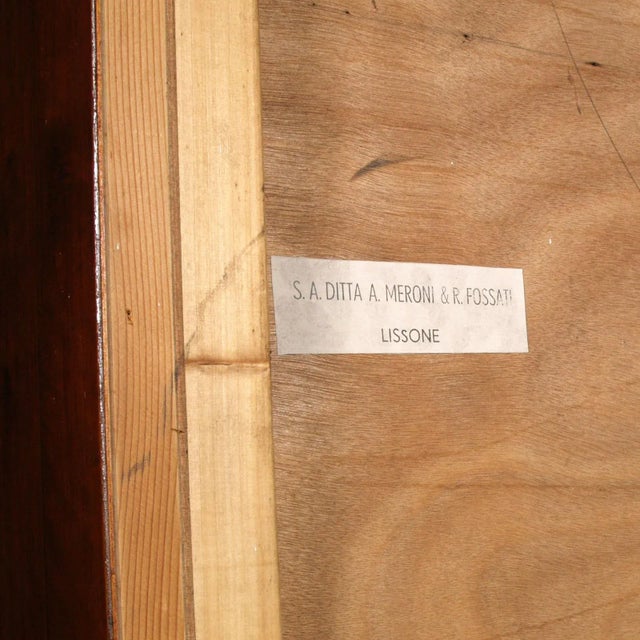 S. A. DITTA A. MERONI & R. FOSSATI
LISSONE